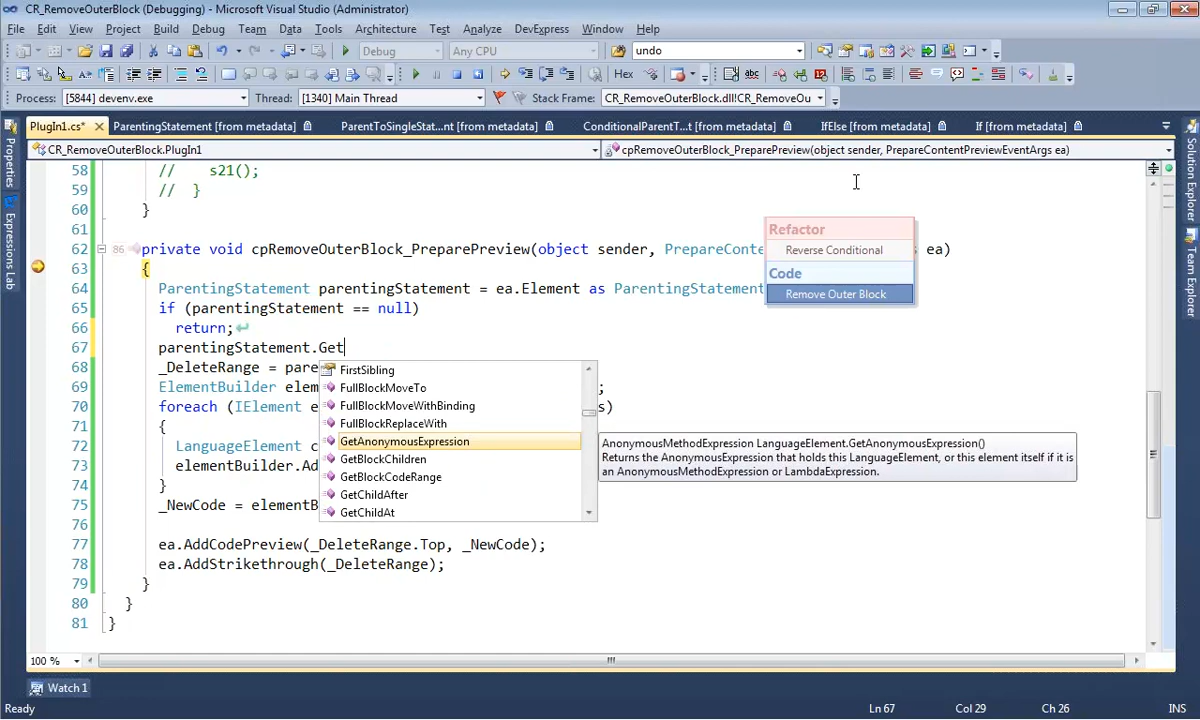 CR_RemoveOuterBlock (Debugging) - Microsoft Visual Studio (Administrator)
File Edit View Project Build Debug Team Data Tools Architecture Test Analyze DevExpress Window Help
Debug Any CPU undo
Hex
Process: [5844] devenv.exe Thread: [1340] Main Thread Stack Frame: CR_RemoveOuterBlock.dll!CR_RemoveOu
PlugIn1.cs* ParentingStatement [from metadata] ParentToSingleStat...nt [from metadata] ConditionalParentT...t [from metadata] IfElse [from metadata] If [from metadata]
CR_RemoveOuterBlock.PlugIn1 cpRemoveOuterBlock_PreparePreview(object sender, PrepareContentPreviewEventArgs ea)
Properties
Expressions Lab
Solution Explorer
Team Explorer
58 // s21();
59 // }
60 }
61
62 86 private void cpRemoveOuterBlock_PreparePreview(object sender, PrepareConte s ea)
63 {
64 ParentingStatement parentingStatement = ea.Element as ParentingStatement
65 if (parentingStatement == null)
66 return;
67 parentingStatement.Get
68 _DeleteRange = pare
69 ElementBuilder elem ;
70 foreach (IElement e s)
71 {
72 LanguageElement c
73 elementBuilder.Ad
74 }
75 _NewCode = elementB
76
77 ea.AddCodePreview(_DeleteRange.Top, _NewCode);
78 ea.AddStrikethrough(_DeleteRange);
79 }
80 }
81 }
Refactor
Reverse Conditional
Code
Remove Outer Block
FirstSibling
FullBlockMoveTo
FullBlockMoveWithBinding
FullBlockReplaceWith
GetAnonymousExpression
GetBlockChildren
GetBlockCodeRange
GetChildAfter
GetChildAt
AnonymousMethodExpression LanguageElement.GetAnonymousExpression()
Returns the AnonymousExpression that holds this LanguageElement, or this element itself if it is
an AnonymousMethodExpression or LambdaExpression.
100 %
Watch 1
Ready Ln 67 Col 29 Ch 26 INS